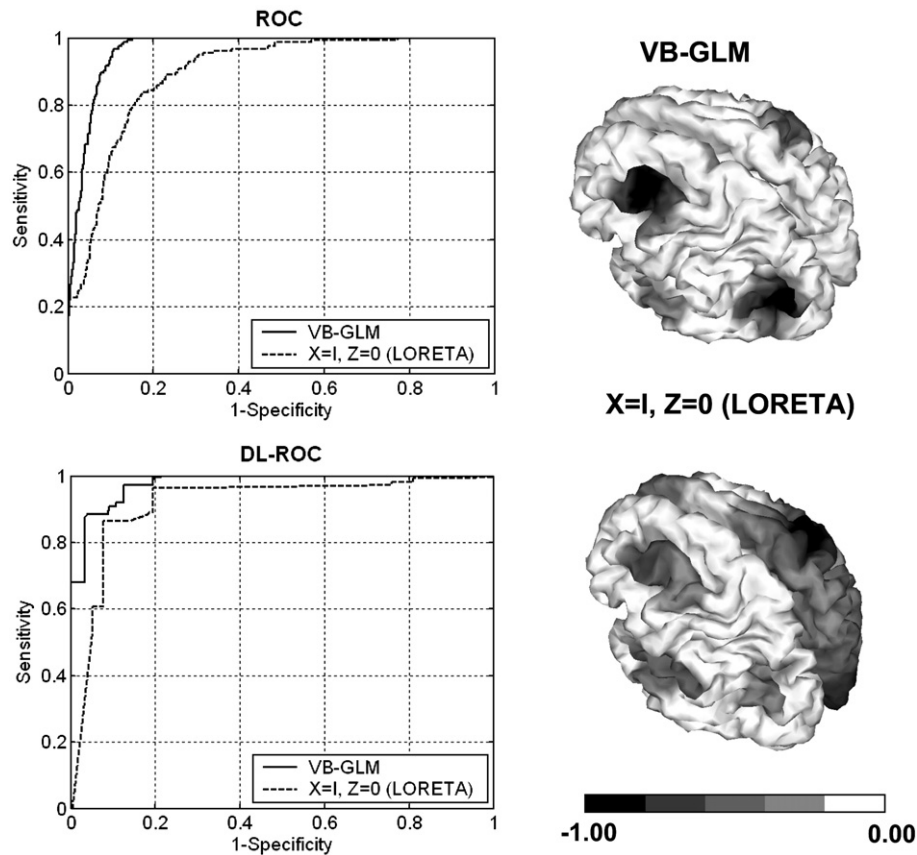 ROC
1
0.8
0.6
0.4
0.2
0
Sensitivity
VB-GLM
X=I, Z=0 (LORETA)
0 0.2 0.4 0.6 0.8 1
1-Specificity
VB-GLM
X=I, Z=0 (LORETA)
DL-ROC
1
0.8
0.6
0.4
0.2
0
Sensitivity
VB-GLM
X=I, Z=0 (LORETA)
0 0.2 0.4 0.6 0.8 1
1-Specificity
-1.00 0.00